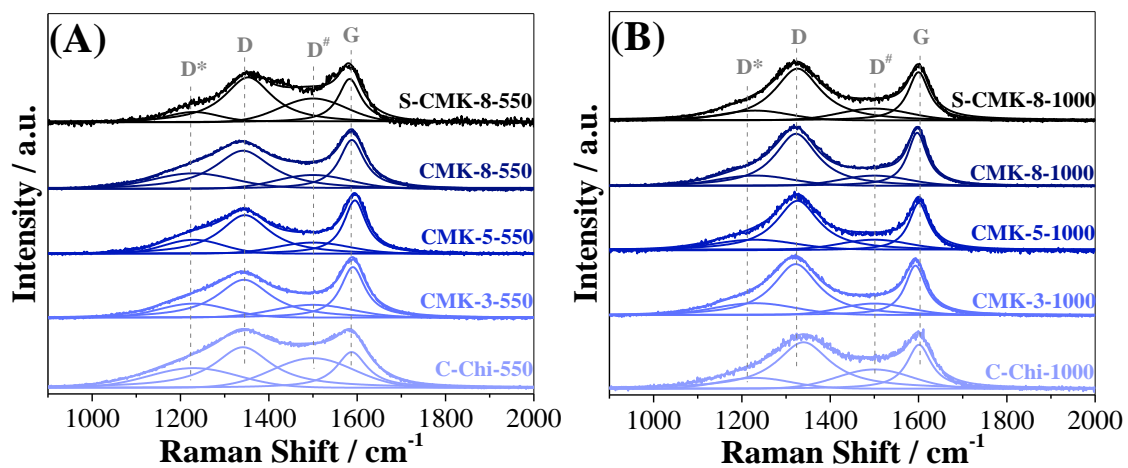 (A)
D*
D
D#
G
S-CMK-8-550
CMK-8-550
CMK-5-550
CMK-3-550
C-Chi-550
Intensity / a.u.
1000 1200 1400 1600 1800 2000
Raman Shift / cm-1
(B)
D*
D
D#
G
S-CMK-8-1000
CMK-8-1000
CMK-5-1000
CMK-3-1000
C-Chi-1000
Intensity / a.u.
1000 1200 1400 1600 1800 2000
Raman Shift / cm-1